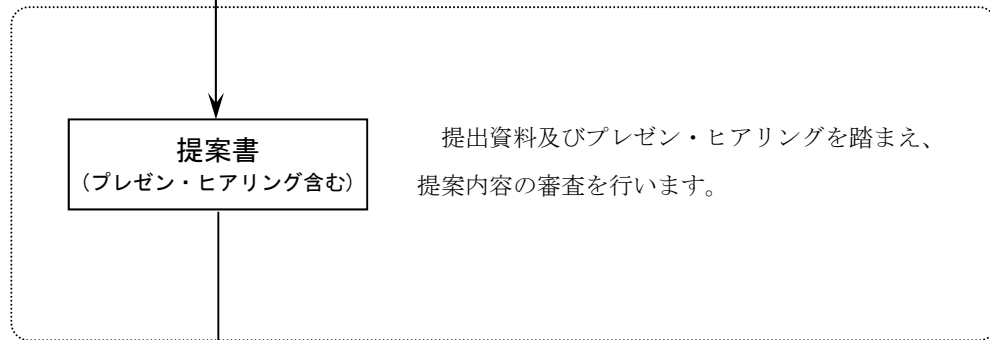 提案書
（プレゼン・ヒアリング含む）
提出資料及びプレゼン・ヒアリングを踏まえ、
提案内容の審査を行います。